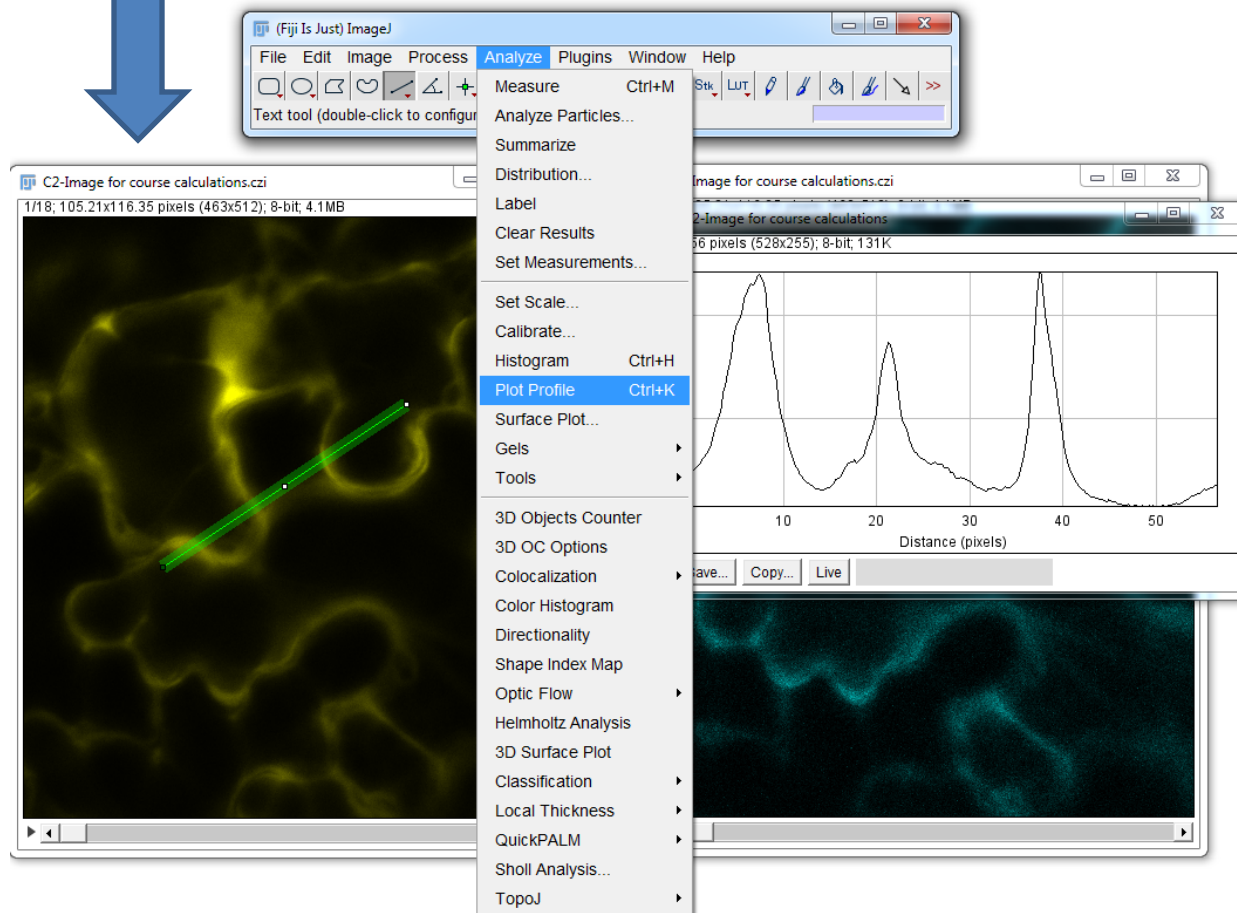 (Fiji Is Just) ImageJ
File Edit Image Process Analyze Plugins Window Help
Stk LUT >>
Text tool (double-click to configur
Measure Ctrl+M
Analyze Particles...
Summarize
Distribution...
Label
Clear Results
Set Measurements...
Set Scale...
Calibrate...
Histogram Ctrl+H
Plot Profile Ctrl+K
Surface Plot...
Gels
Tools
3D Objects Counter
3D OC Options
Colocalization
Color Histogram
Directionality
Shape Index Map
Optic Flow
Helmholtz Analysis
3D Surface Plot
Classification
Local Thickness
QuickPALM
Sholl Analysis...
TopoJ
C2-Image for course calculations.czi
1/18; 105.21x116.35 pixels (463x512); 8-bit; 4.1MB
Image for course calculations.czi
2-Image for course calculations
56 pixels (528x255); 8-bit; 131K
10 20 30 40 50
Distance (pixels)
Save... Copy... Live